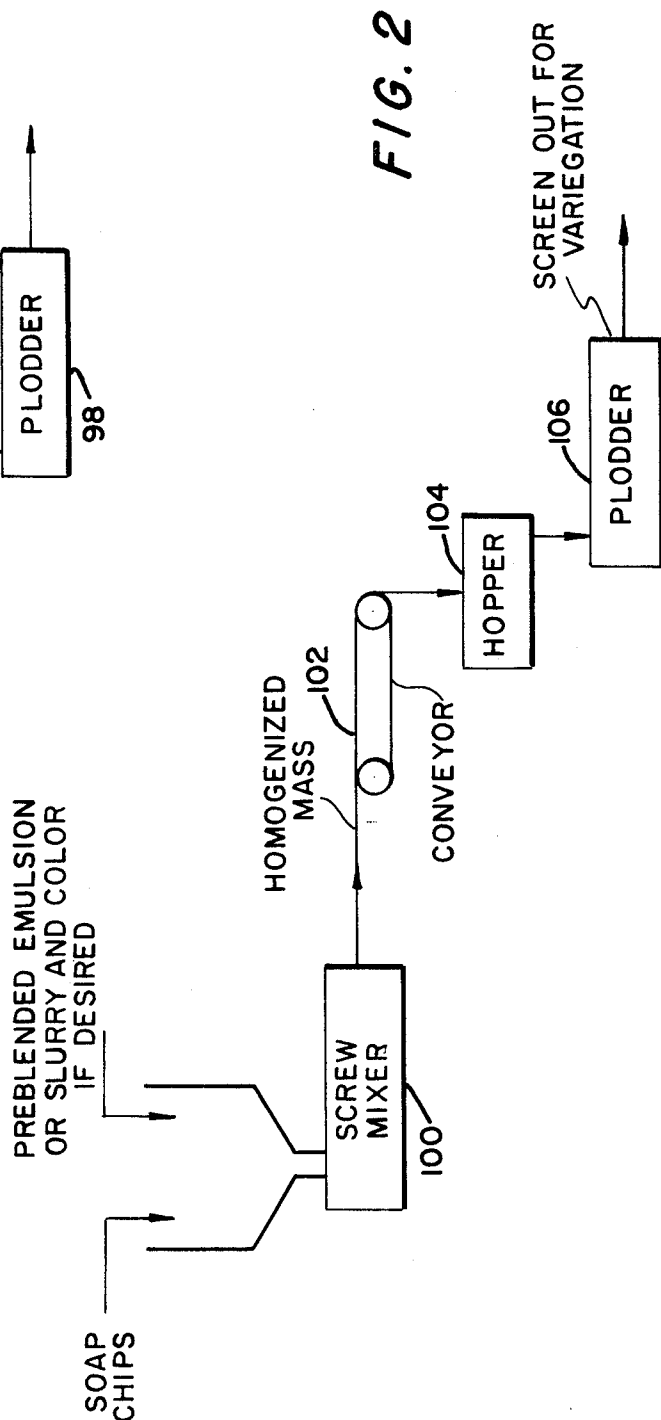 PLODDER
98
FIG. 2
SOAP
CHIPS
PREBLENDED EMULSION
OR SLURRY AND COLOR
IF DESIRED
SCREW
MIXER
100
HOMOGENIZED
MASS
102
CONVEYOR
104
HOPPER
106
PLODDER
SCREEN OUT FOR
VARIEGATION